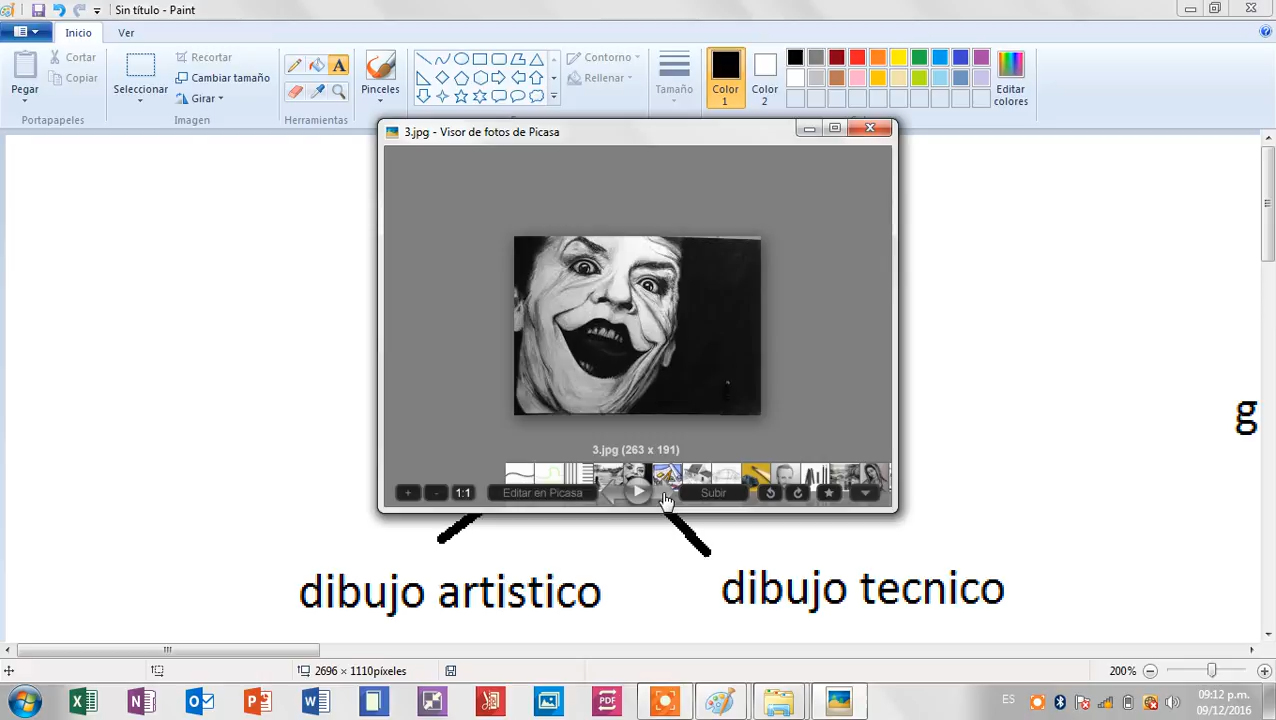 Sin título - Paint
Inicio
Ver
Pegar
Cortar
Copiar
Portapapeles
Seleccionar
Recortar
Cambiar tamaño
Girar
Imagen
A
Herramientas
Pinceles
Contorno
Rellenar
Tamaño
Color
1
Color
2
Editar
colores
3.jpg - Visor de fotos de Picasa
3.jpg (263 x 191)
1:1
Editar en Picasa
Subir
g
dibujo artistico
dibujo tecnico
2696 × 1110píxeles
200%
ES
09:12 p.m.
09/12/2016
PDF